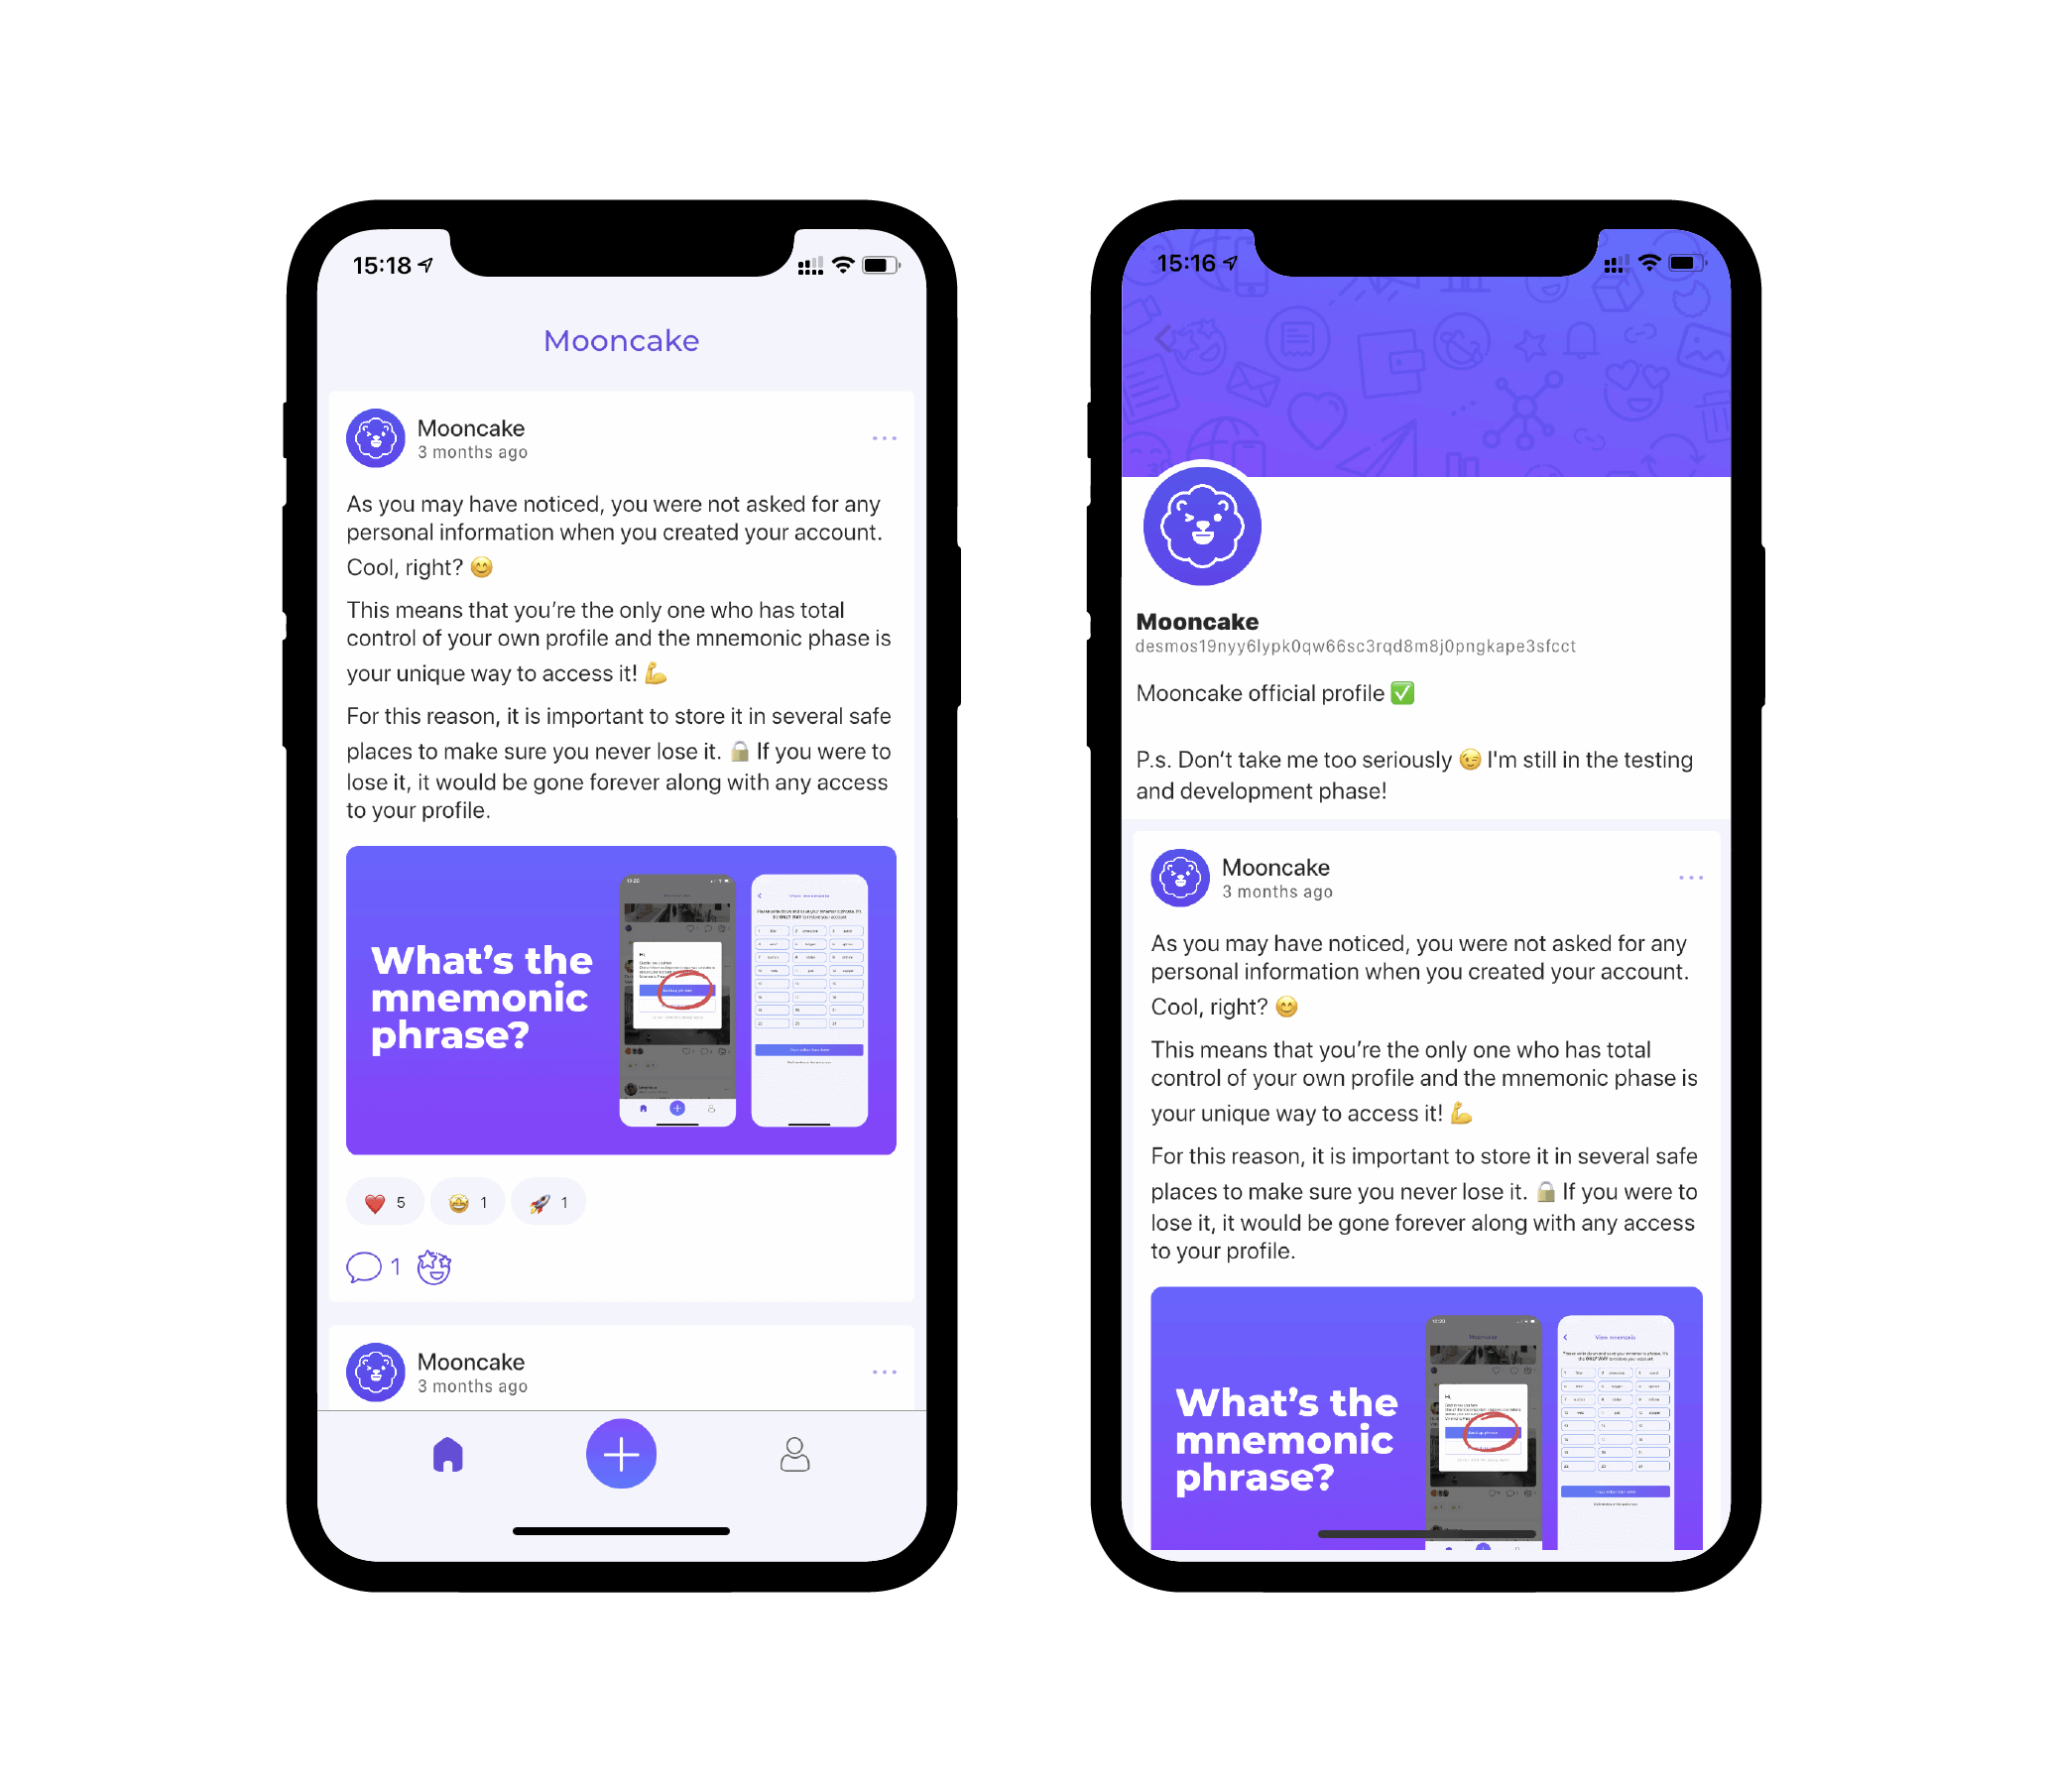 15:18
Mooncake
Mooncake
3 months ago
As you may have noticed, you were not asked for any
personal information when you created your account.
Cool, right? 😊
This means that you’re the only one who has total
control of your own profile and the mnemonic phase is
your unique way to access it! 💪
For this reason, it is important to store it in several safe
places to make sure you never lose it. 🔒 If you were to
lose it, it would be gone forever along with any access
to your profile.
What’s the
mnemonic
phrase?
❤️ 5 🤩 1 🚀 1
1
Mooncake
3 months ago
15:16
Mooncake
desmos19nyy6lypk0qw66sc3rqd8m8j0pngkape3sfcct
Mooncake official profile ✅
P.s. Don’t take me too seriously 😉 I'm still in the testing
and development phase!
Mooncake
3 months ago
As you may have noticed, you were not asked for any
personal information when you created your account.
Cool, right? 😊
This means that you’re the only one who has total
control of your own profile and the mnemonic phase is
your unique way to access it! 💪
For this reason, it is important to store it in several safe
places to make sure you never lose it. 🔒 If you were to
lose it, it would be gone forever along with any access
to your profile.
What’s the
mnemonic
phrase?
View mnemonic